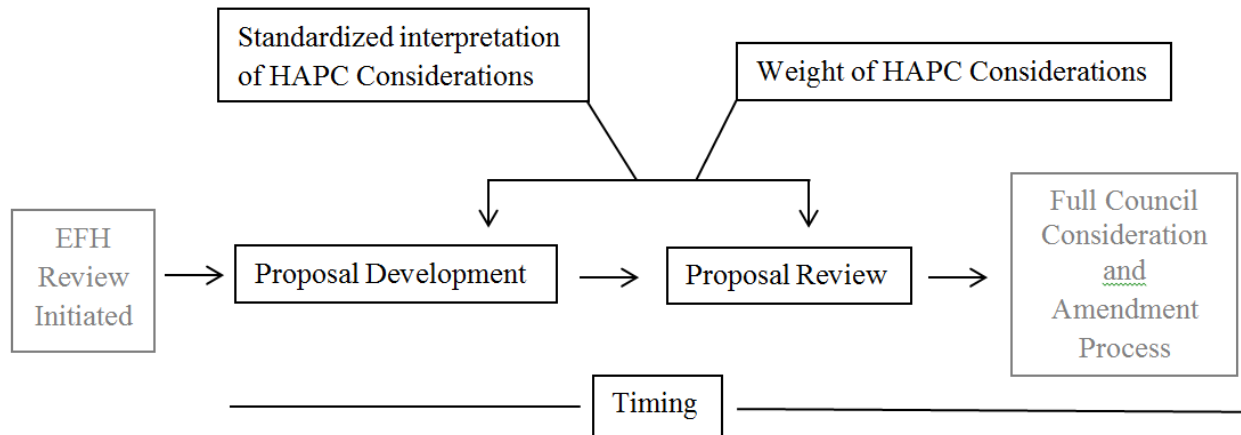 Standardized interpretation
of HAPC Considerations
Weight of HAPC Considerations
EFH
Review
Initiated
Proposal Development
Proposal Review
Full Council
Consideration
and
Amendment
Process
Timing